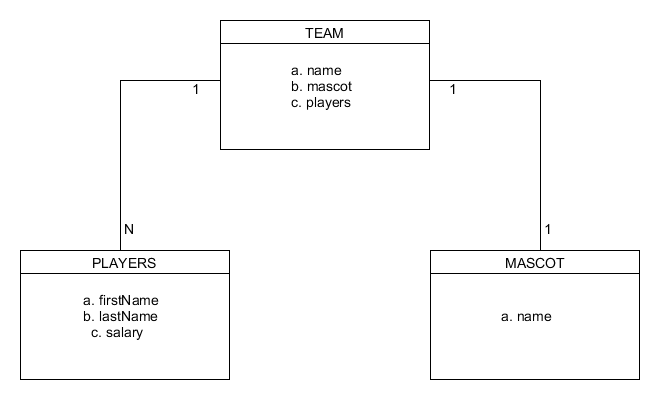 TEAM
a. name
b. mascot
c. players
1
1
N
1
PLAYERS
a. firstName
b. lastName
c. salary
MASCOT
a. name